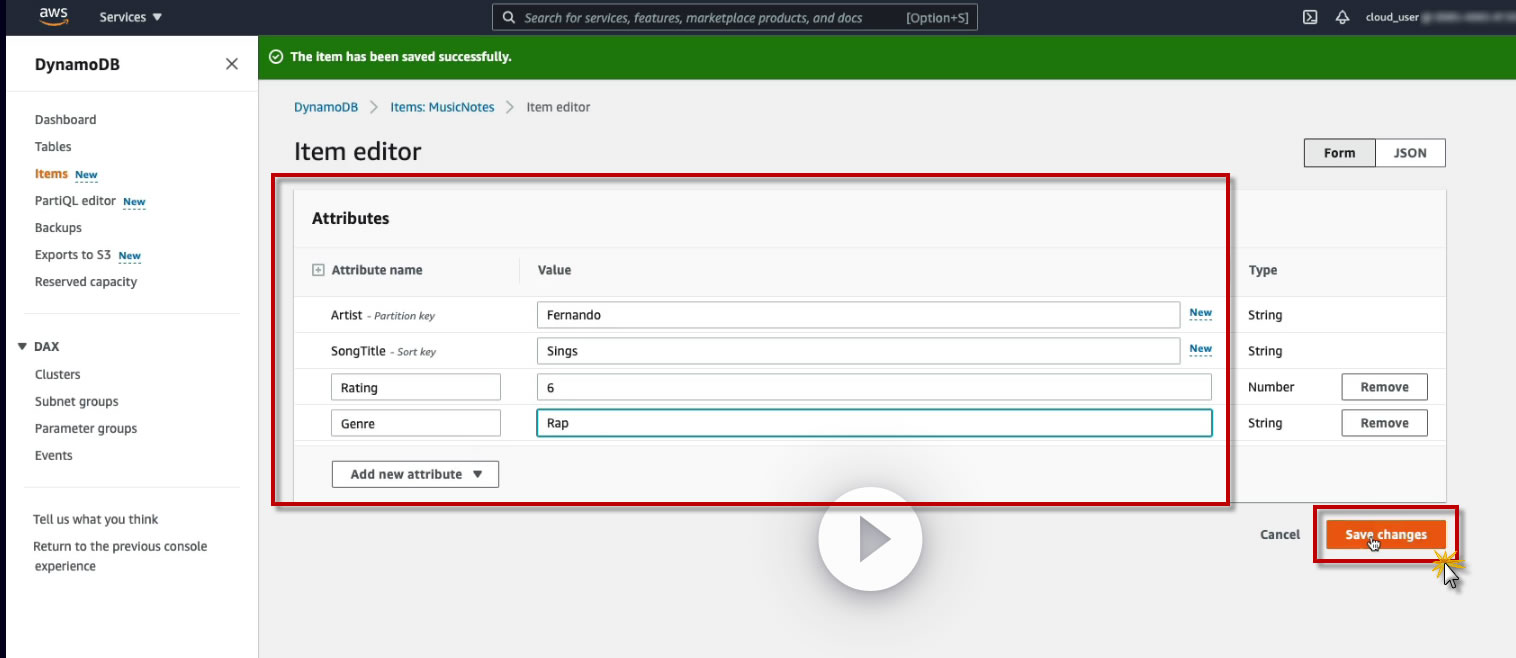 aws Services ▼ Search for services, features, marketplace products, and docs [Option+S] cloud_user
DynamoDB
The item has been saved successfully.
Dashboard
Tables
Items New
PartiQL editor New
Backups
Exports to S3 New
Reserved capacity
▼ DAX
Clusters
Subnet groups
Parameter groups
Events
Tell us what you think
Return to the previous console
experience
DynamoDB > Items: MusicNotes > Item editor
Item editor
Form JSON
Attributes
Attribute name Value Type
Artist - Partition key Fernando New String
SongTitle - Sort key Sings New String
Rating 6 Number Remove
Genre Rap String Remove
Add new attribute ▼
Cancel Save changes